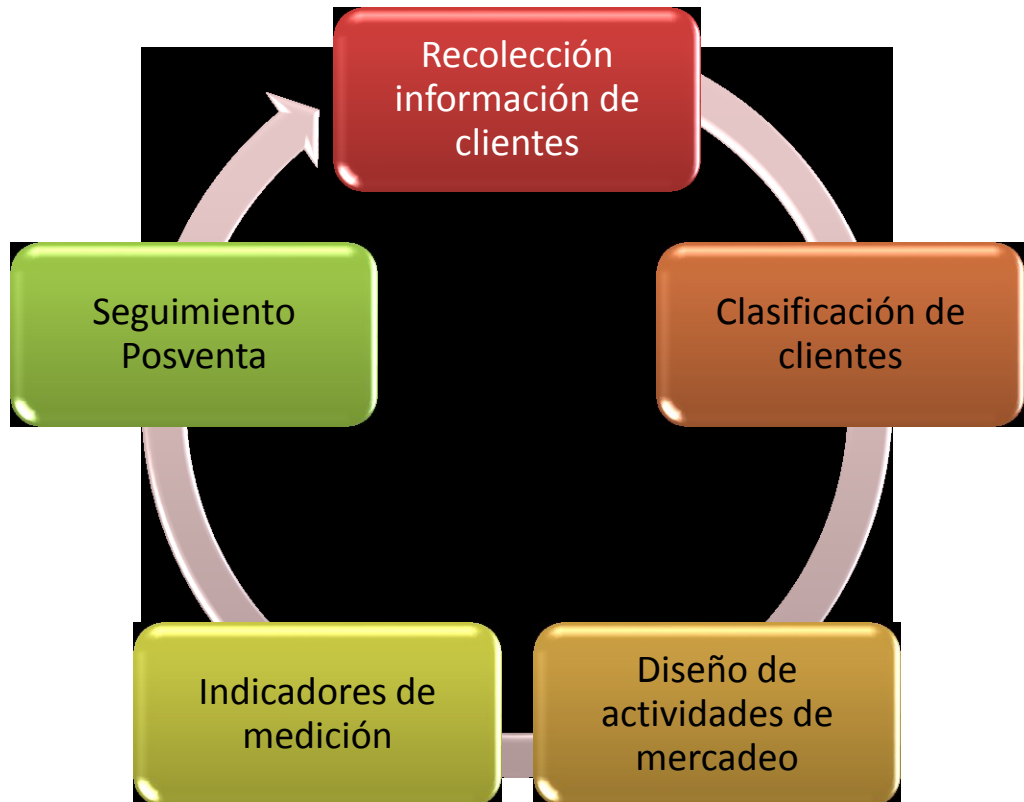 Recolección
información de
clientes
Clasificación de
clientes
Diseño de
actividades de
mercadeo
Indicadores de
medición
Seguimiento
Posventa